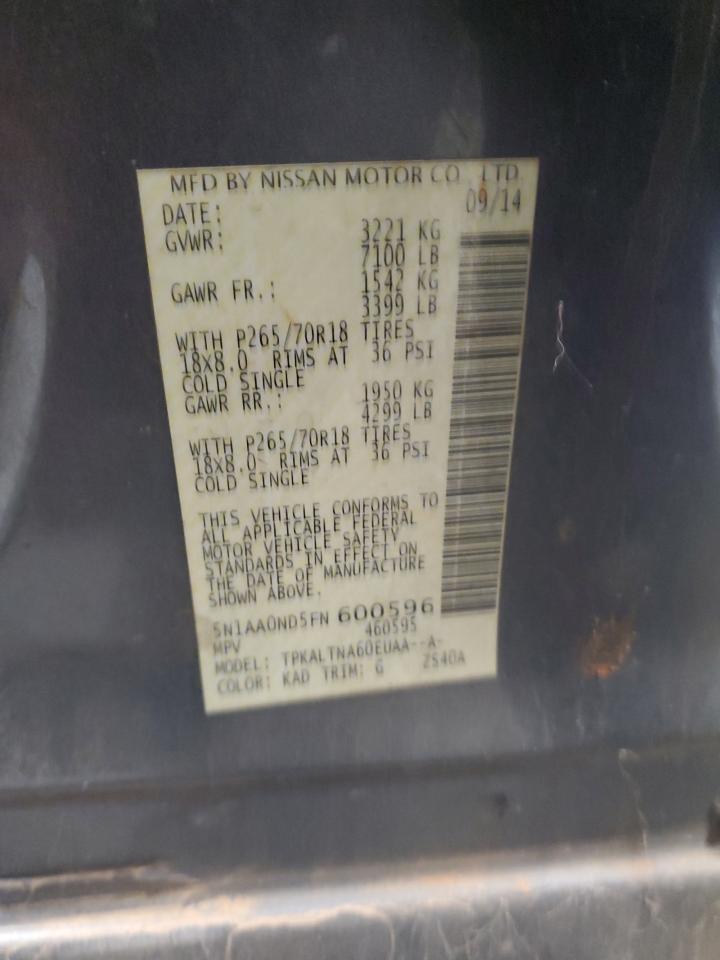 MFD BY NISSAN MOTOR CO., LTD.
DATE: 09/14
GVWR: 3221 KG
7100 LB
GAWR FR.: 1542 KG
3399 LB
WITH P265/70R18 TIRES
18X8.0 RIMS AT 36 PSI
COLD SINGLE
GAWR RR.: 1950 KG
4299 LB
WITH P265/70R18 TIRES
18X8.0 RIMS AT 36 PSI
COLD SINGLE
THIS VEHICLE CONFORMS TO
ALL APPLICABLE FEDERAL
MOTOR VEHICLE SAFETY
STANDARDS IN EFFECT ON
THE DATE OF MANUFACTURE
SHOWN ABOVE.
5N1AA0ND5FN 600596
MPV 460595
MODEL: TPKALTNA60EUAA--A-
COLOR: KAD TRIM: G ZS40A